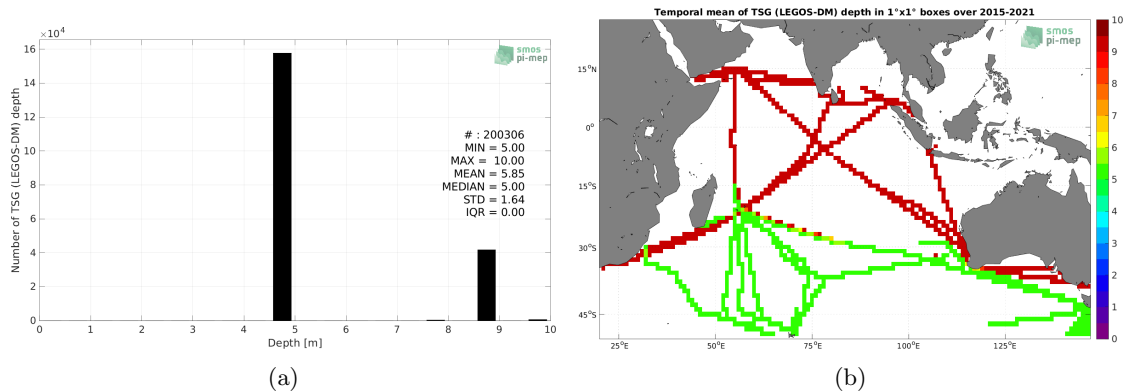 ×10⁴
16
14
12
10
8
6
4
2
0
Number of TSG (LEGOS-DM) depth
smos
pi-mep
# : 200306
MIN = 5.00
MAX = 10.00
MEAN = 5.85
MEDIAN = 5.00
STD = 1.64
IQR = 0.00
0 1 2 3 4 5 6 7 8 9 10
Depth [m]
(a)
Temporal mean of TSG (LEGOS-DM) depth in 1°x1° boxes over 2015-2021
smos
pi-mep
15°N
0°
15°S
30°S
45°S
25°E 50°E 75°E 100°E 125°E
10
9
8
7
6
5
4
3
2
1
0
(b)